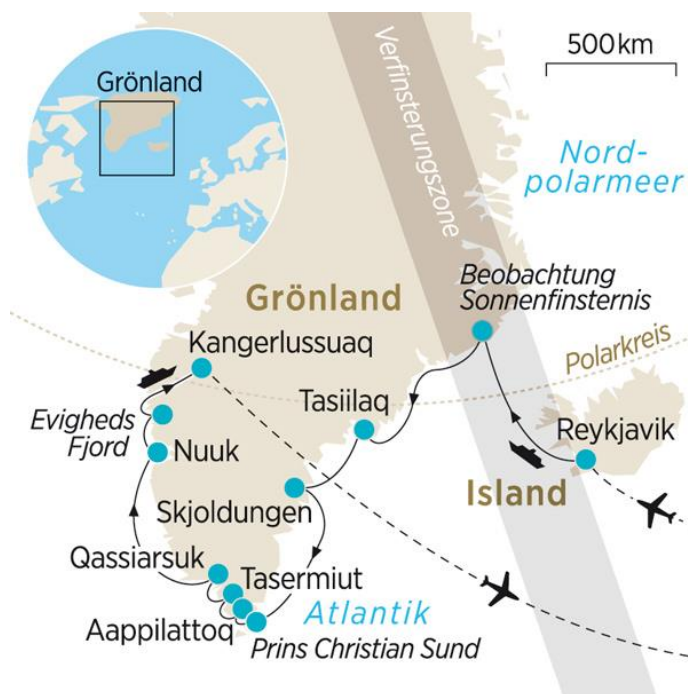 Grönland
Verfinsterungszone
500 km
Nord-
polarmeer
Beobachtung
Sonnenfinsternis
Grönland
Kangerlussuaq
Polarkreis
Tasiilaq
Evigheds
Fjord
Reykjavik
Nuuk
Island
Skjoldungen
Qassiarsuk
Tasermiut
Atlantik
Aappilattoq
Prins Christian Sund